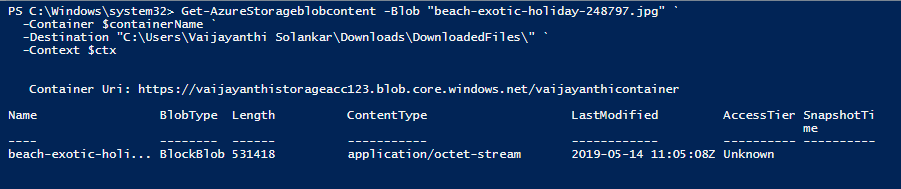 PS C:\Windows\system32> Get-AzureStorageblobcontent -Blob "beach-exotic-holiday-248797.jpg" `
-Container $containerName `
-Destination "C:\Users\Vaijayanthi Solankar\Downloads\DownloadedFiles\" `
-Context $ctx
Container Uri: https://vaijayanthistorageacc123.blob.core.windows.net/vaijayanthicontainer
Name BlobType Length ContentType LastModified AccessTier SnapshotTi
me
---- -------- ------ ----------- ------------ ---------- ----------
beach-exotic-holi... BlockBlob 531418 application/octet-stream 2019-05-14 11:05:08Z Unknown